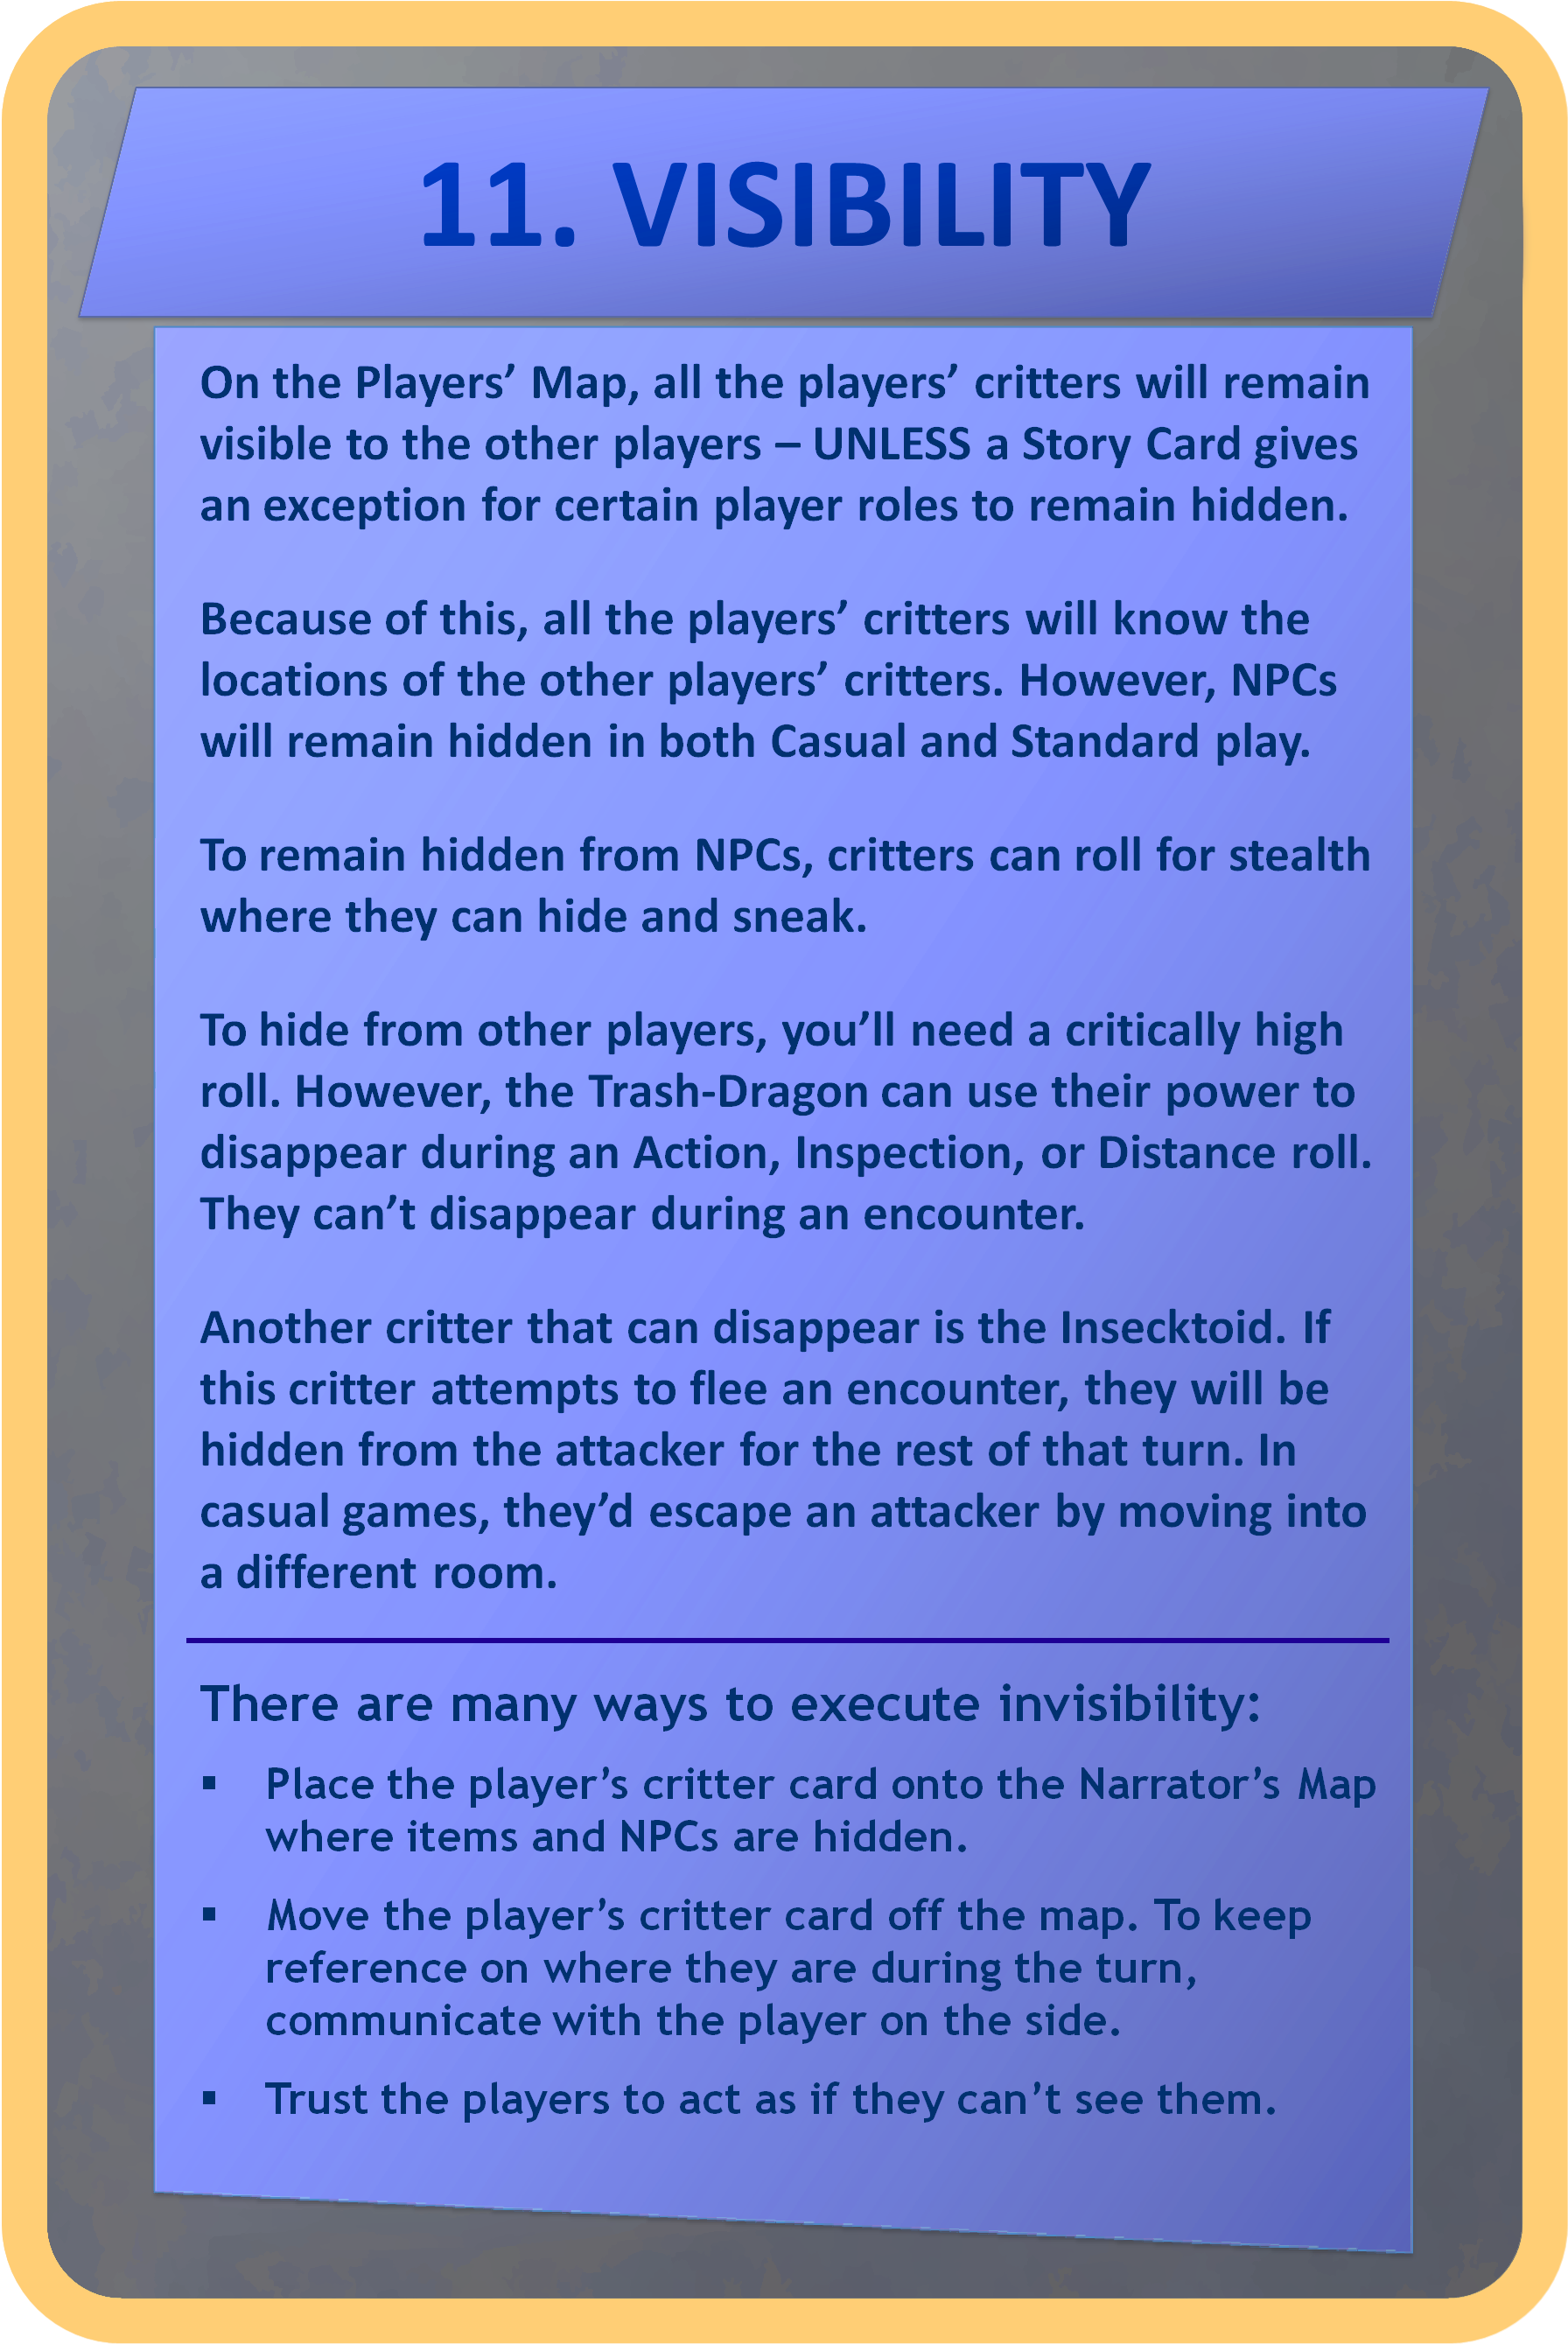 11. VISIBILITY
On the Players’ Map, all the players’ critters will remain
visible to the other players – UNLESS a Story Card gives
an exception for certain player roles to remain hidden.
Because of this, all the players’ critters will know the
locations of the other players’ critters. However, NPCs
will remain hidden in both Casual and Standard play.
To remain hidden from NPCs, critters can roll for stealth
where they can hide and sneak.
To hide from other players, you’ll need a critically high
roll. However, the Trash-Dragon can use their power to
disappear during an Action, Inspection, or Distance roll.
They can’t disappear during an encounter.
Another critter that can disappear is the Insecktoid. If
this critter attempts to flee an encounter, they will be
hidden from the attacker for the rest of that turn. In
casual games, they’d escape an attacker by moving into
a different room.
There are many ways to execute invisibility:
▪ Place the player’s critter card onto the Narrator’s Map
where items and NPCs are hidden.
▪ Move the player’s critter card off the map. To keep
reference on where they are during the turn,
communicate with the player on the side.
▪ Trust the players to act as if they can’t see them.